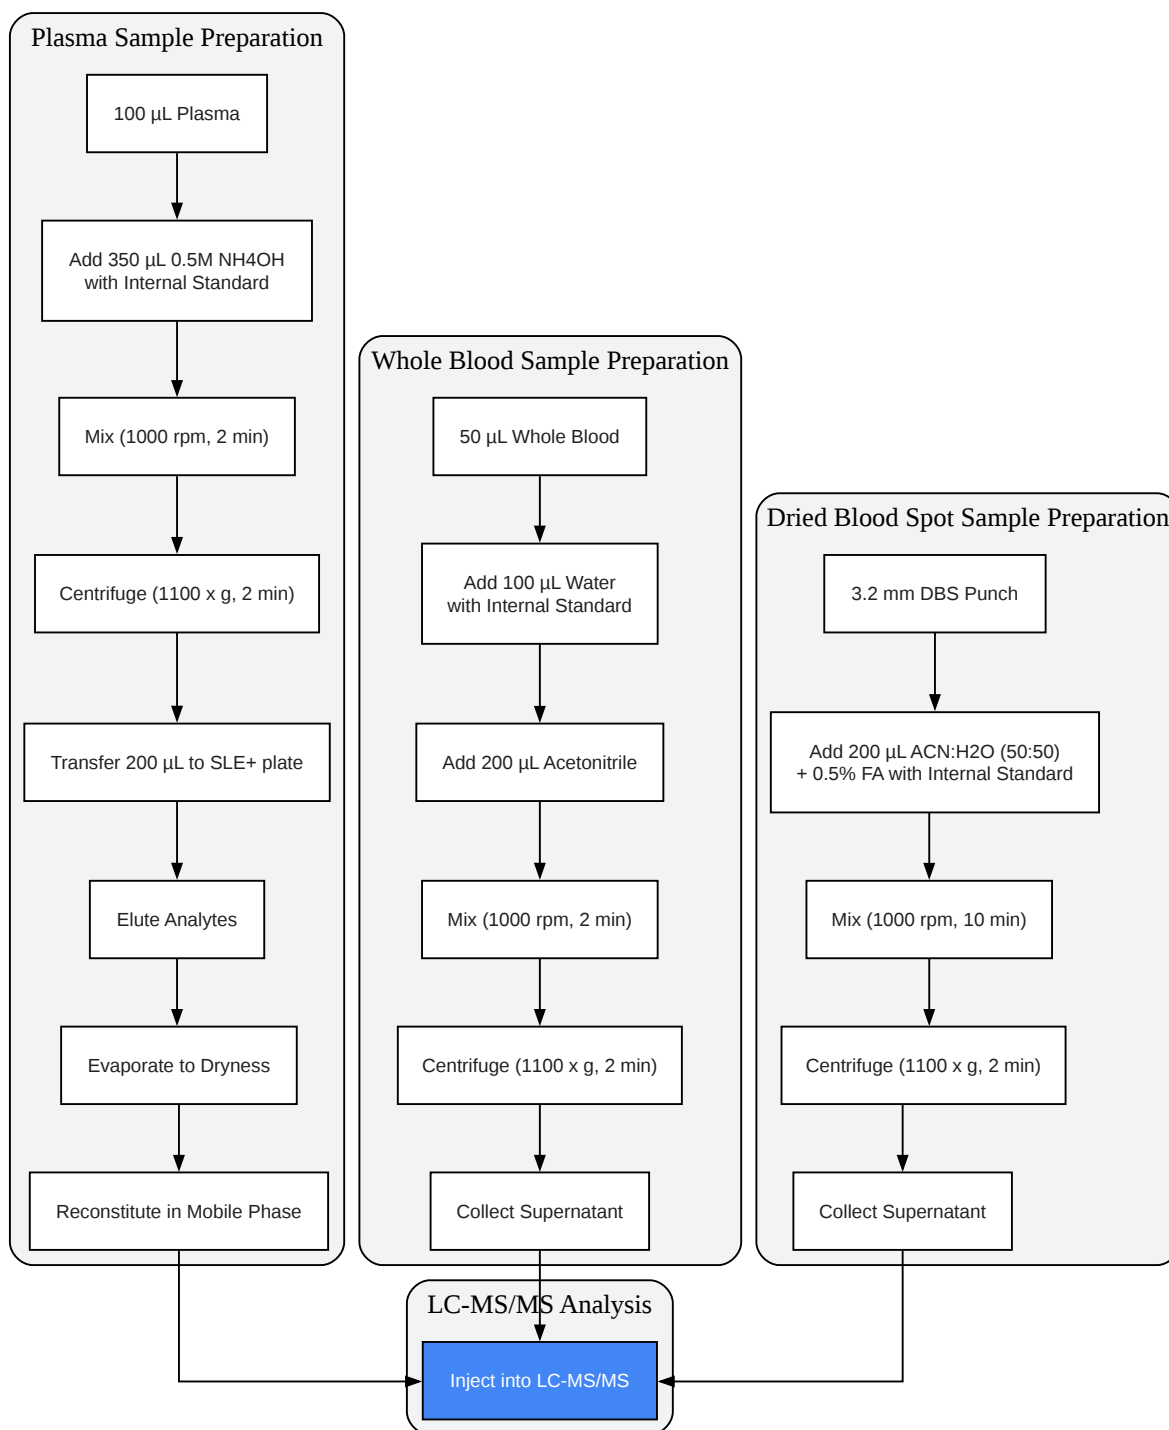 Plasma Sample Preparation
100 µL Plasma
Add 350 µL 0.5M NH4OH
with Internal Standard
Mix (1000 rpm, 2 min)
Centrifuge (1100 x g, 2 min)
Transfer 200 µL to SLE+ plate
Elute Analytes
Evaporate to Dryness
Reconstitute in Mobile Phase
Whole Blood Sample Preparation
50 µL Whole Blood
Add 100 µL Water
with Internal Standard
Add 200 µL Acetonitrile
Mix (1000 rpm, 2 min)
Centrifuge (1100 x g, 2 min)
Collect Supernatant
Dried Blood Spot Sample Preparation
3.2 mm DBS Punch
Add 200 µL ACN:H2O (50:50)
+ 0.5% FA with Internal Standard
Mix (1000 rpm, 10 min)
Centrifuge (1100 x g, 2 min)
Collect Supernatant
LC-MS/MS Analysis
Inject into LC-MS/MS